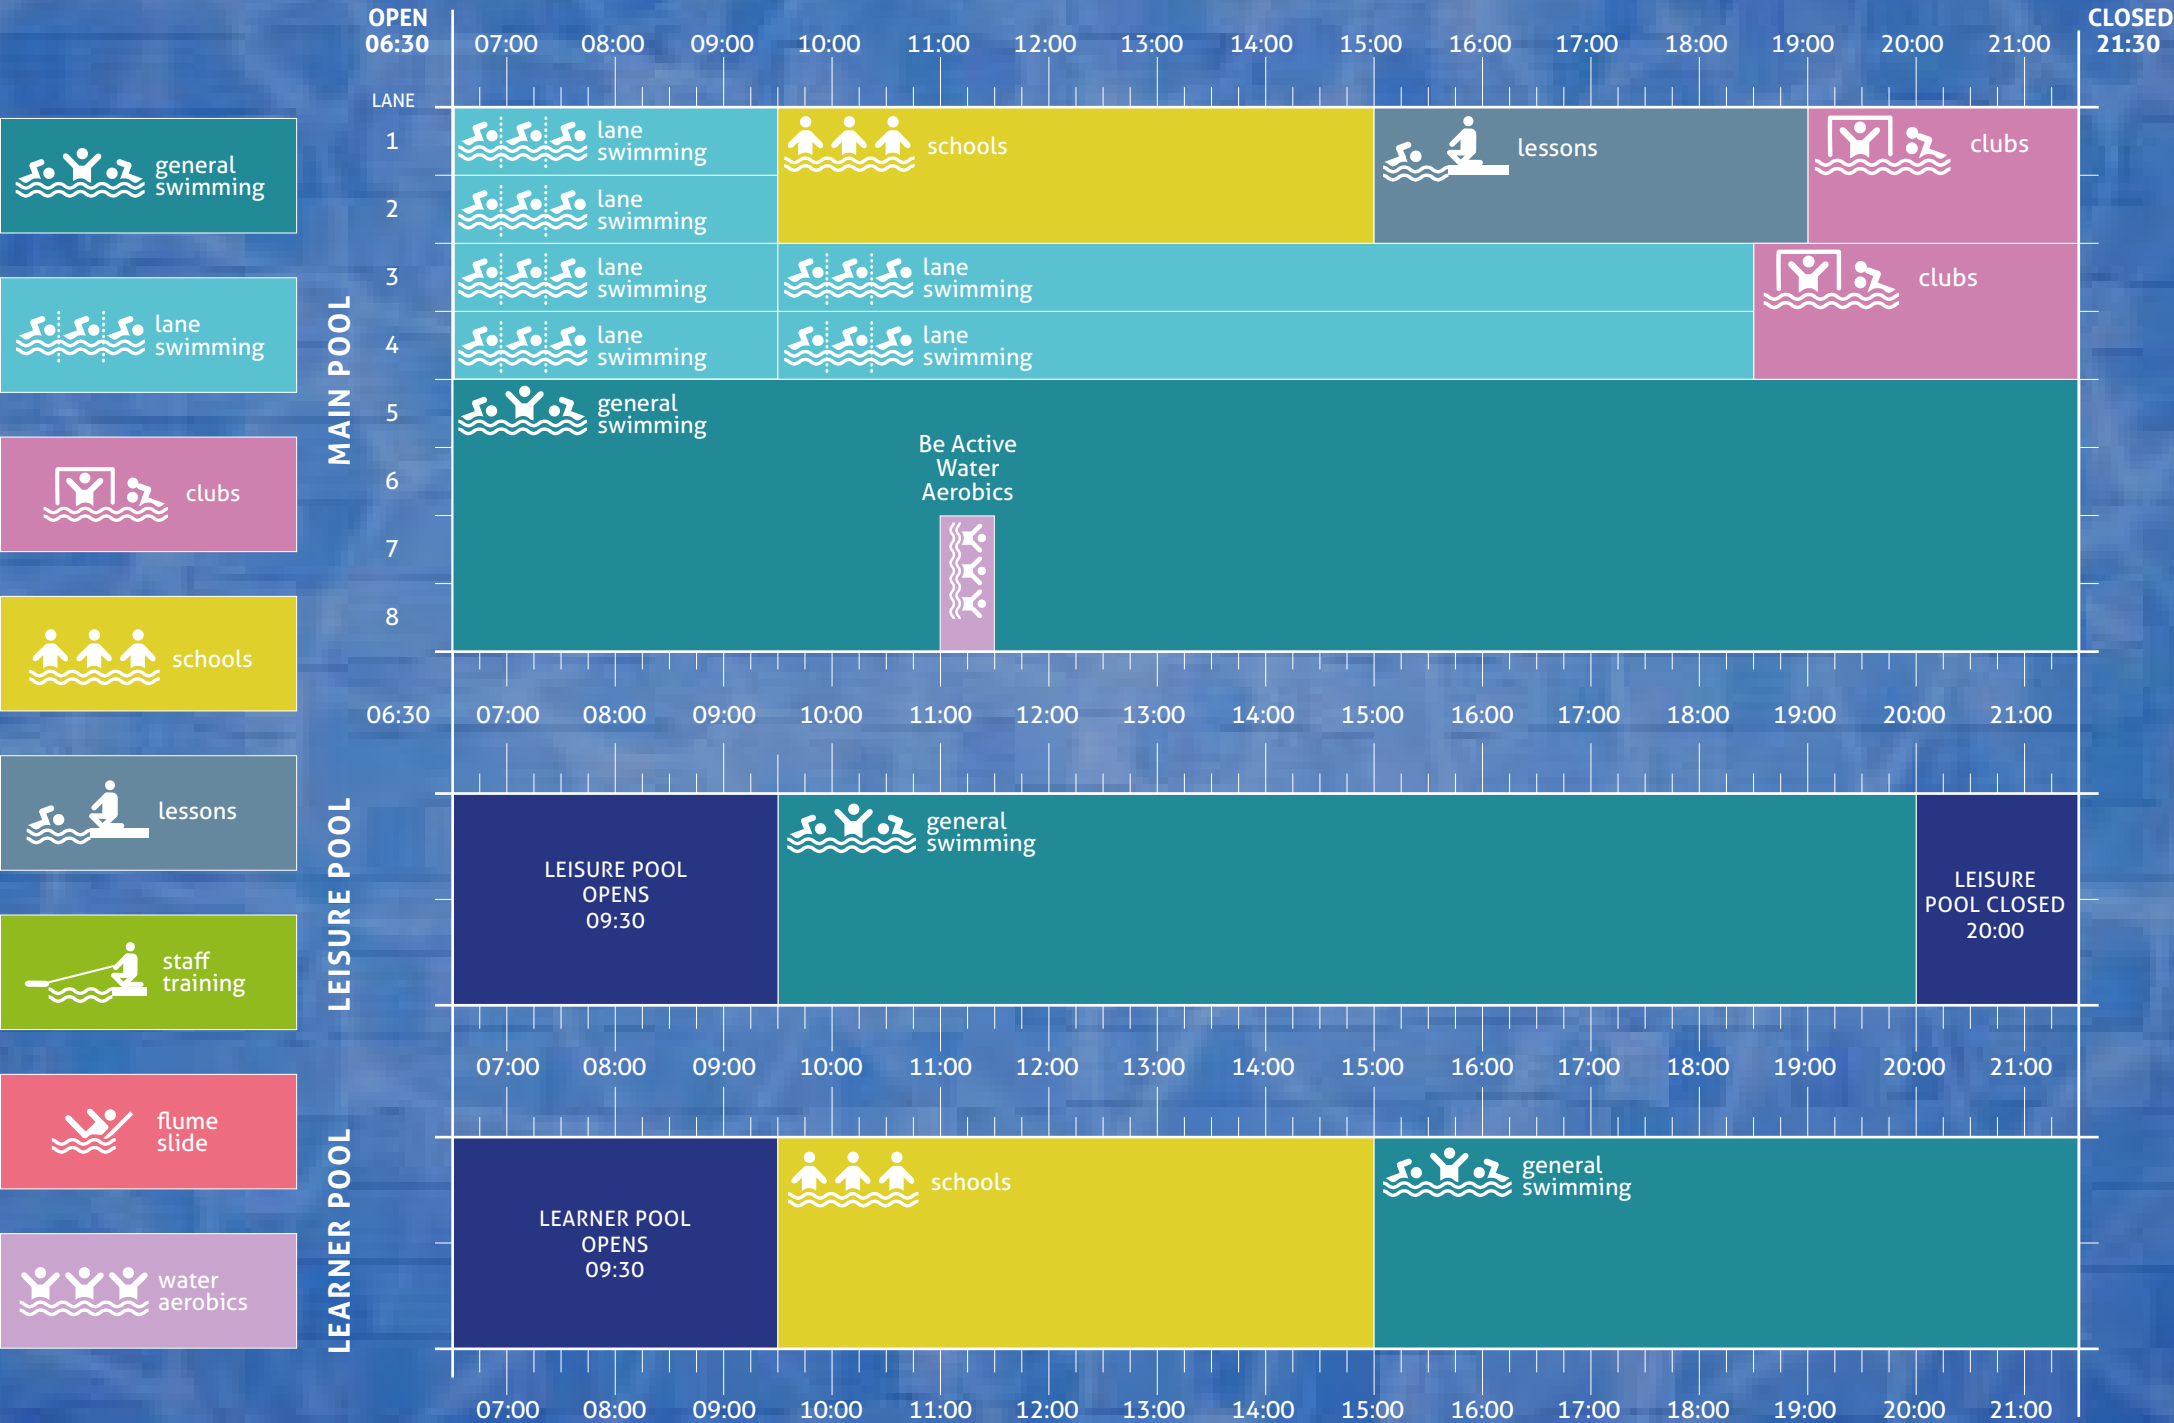 OPEN
06:30
07:00 08:00 09:00 10:00 11:00 12:00 13:00 14:00 15:00 16:00 17:00 18:00 19:00 20:00 21:00
CLOSED
21:30
general
swimming
lane
swimming
clubs
schools
lessons
staff
training
flume
slide
water
aerobics
MAIN POOL
LANE
1
2
3
4
5
6
7
8
lane
swimming
schools
lessons
clubs
lane
swimming
lane
swimming
lane
swimming
clubs
lane
swimming
lane
swimming
general
swimming
Be Active
Water
Aerobics
06:30 07:00 08:00 09:00 10:00 11:00 12:00 13:00 14:00 15:00 16:00 17:00 18:00 19:00 20:00 21:00
LEISURE POOL
LEISURE POOL
OPENS
09:30
general
swimming
LEISURE
POOL CLOSED
20:00
07:00 08:00 09:00 10:00 11:00 12:00 13:00 14:00 15:00 16:00 17:00 18:00 19:00 20:00 21:00
LEARNER POOL
LEARNER POOL
OPENS
09:30
schools
general
swimming
07:00 08:00 09:00 10:00 11:00 12:00 13:00 14:00 15:00 16:00 17:00 18:00 19:00 20:00 21:00